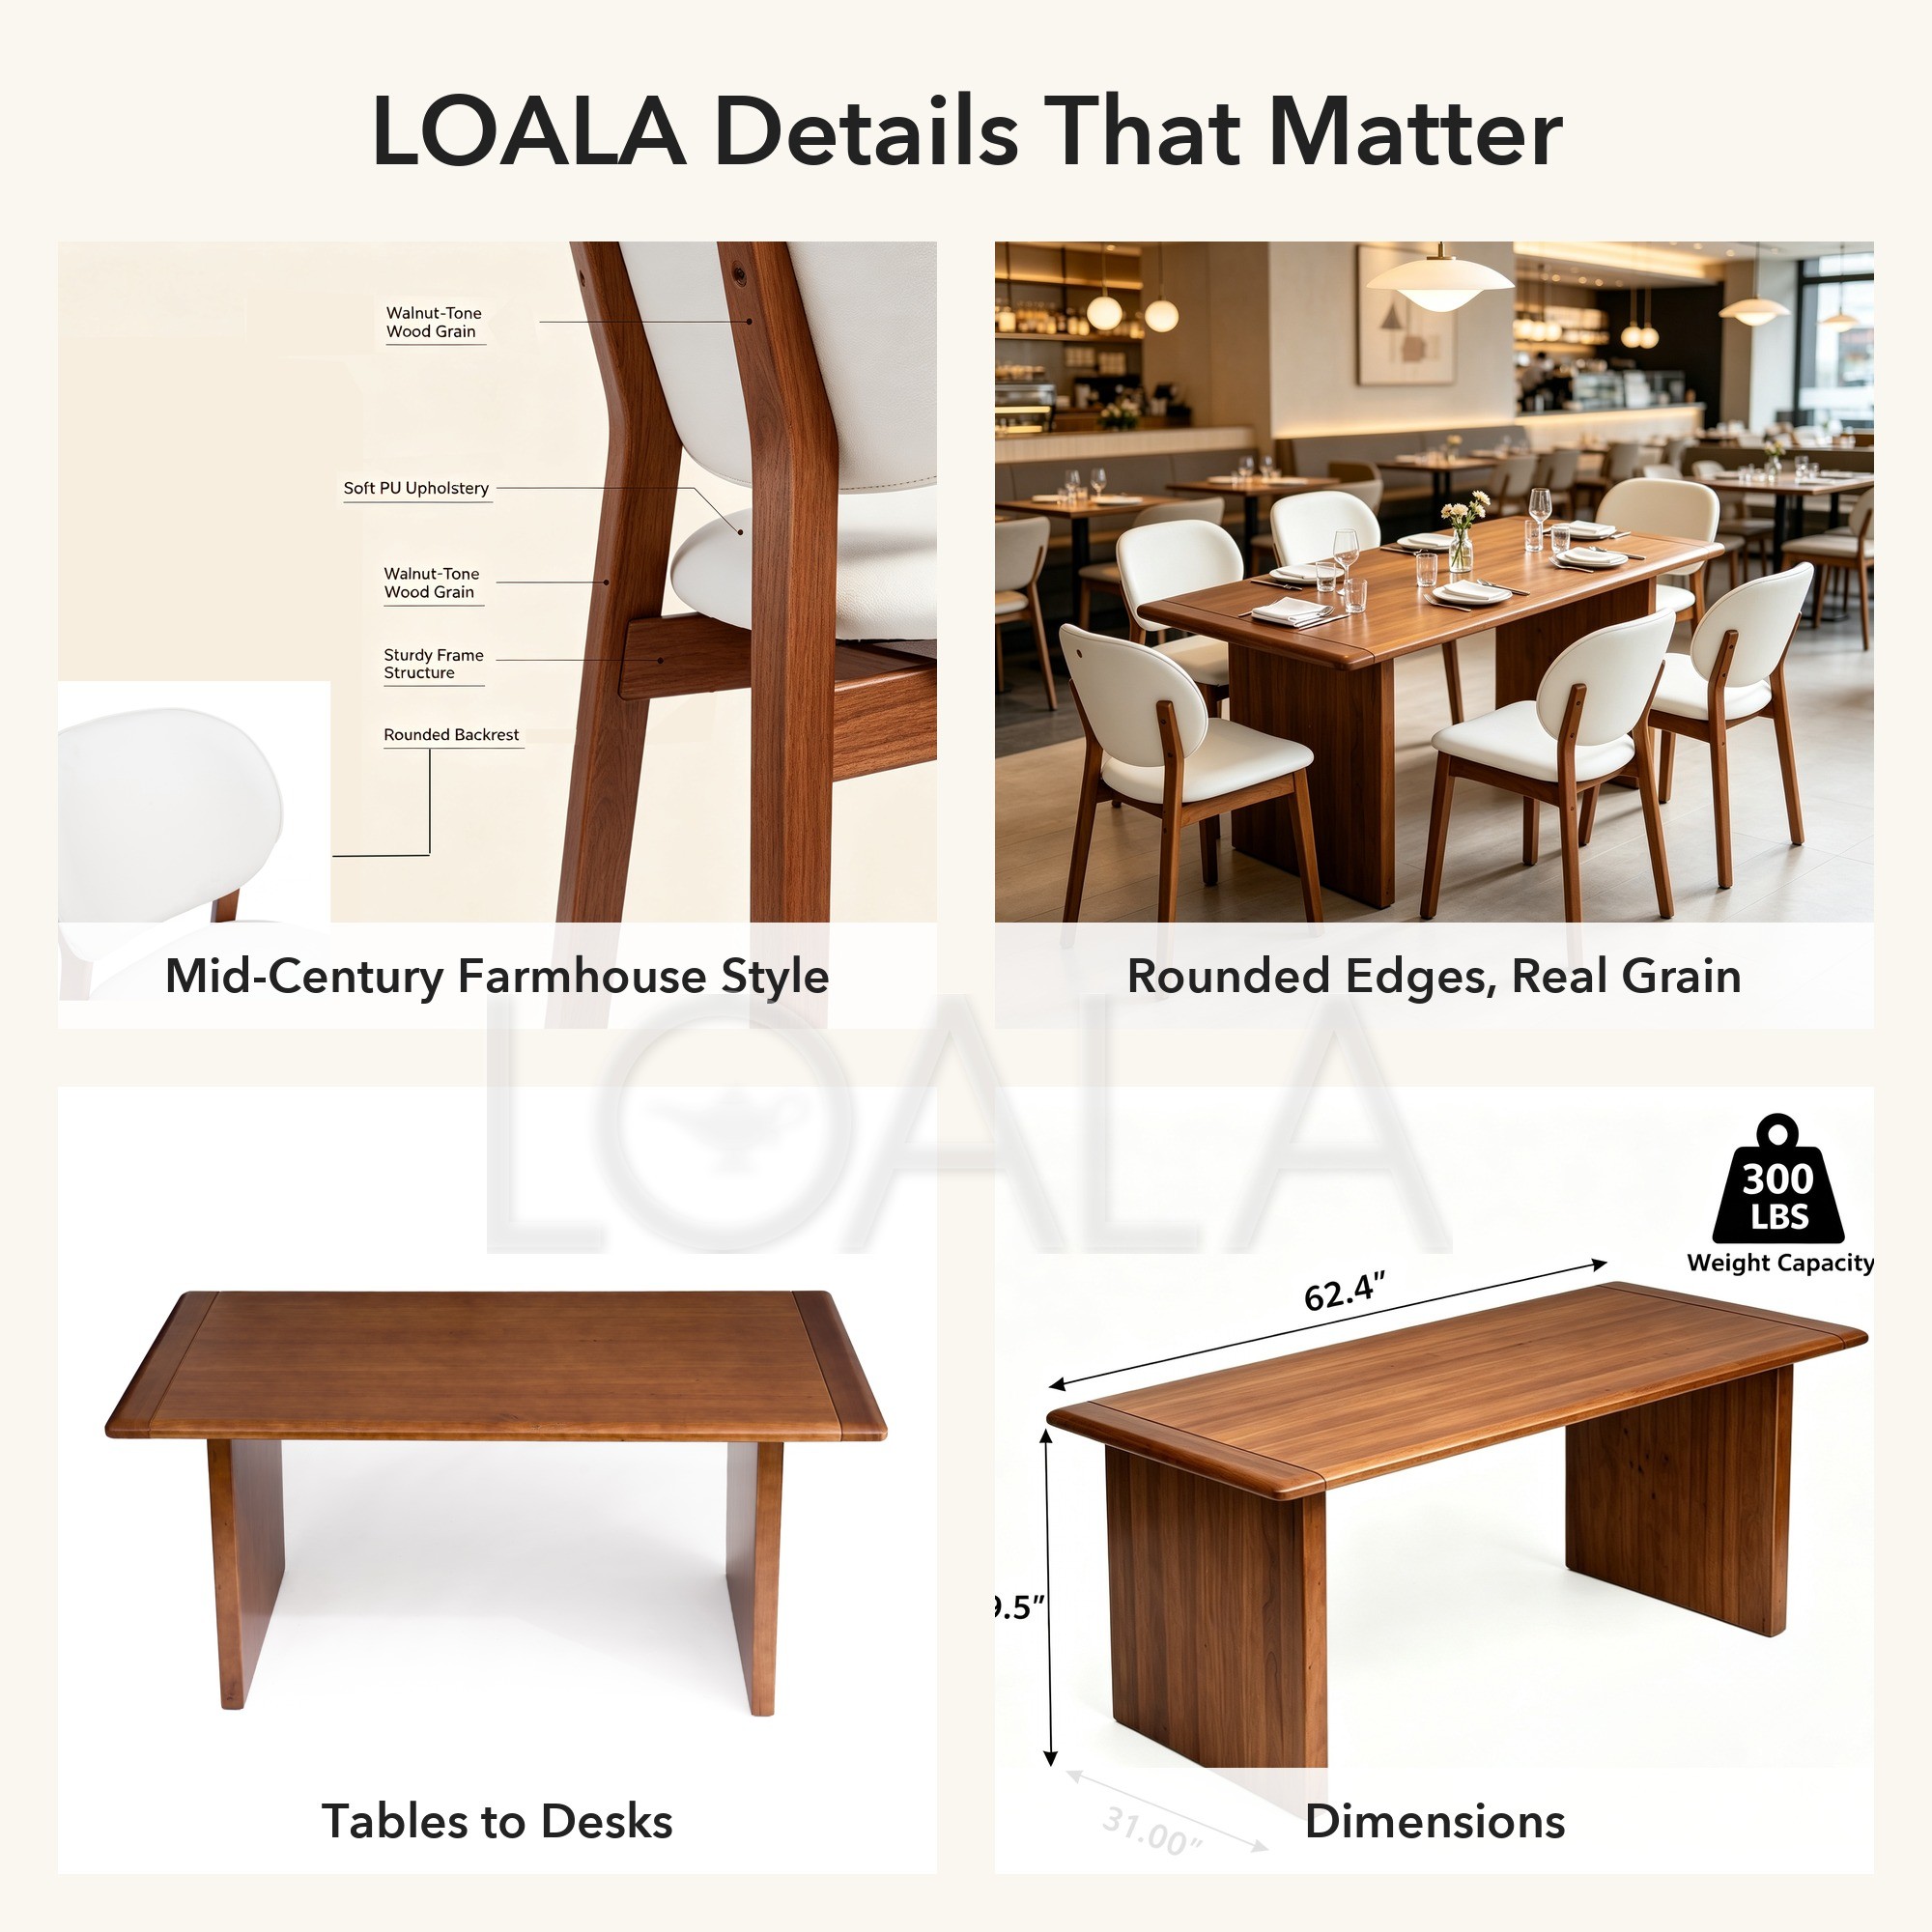 LOALA Details That Matter
Walnut-Tone
Wood Grain
Soft PU Upholstery
Walnut-Tone
Wood Grain
Sturdy Frame
Structure
Rounded Backrest
Mid-Century Farmhouse Style
Rounded Edges, Real Grain
LOALA
300
LBS
Weight Capacity
62.4”
9.5”
31.00”
Tables to Desks
Dimensions